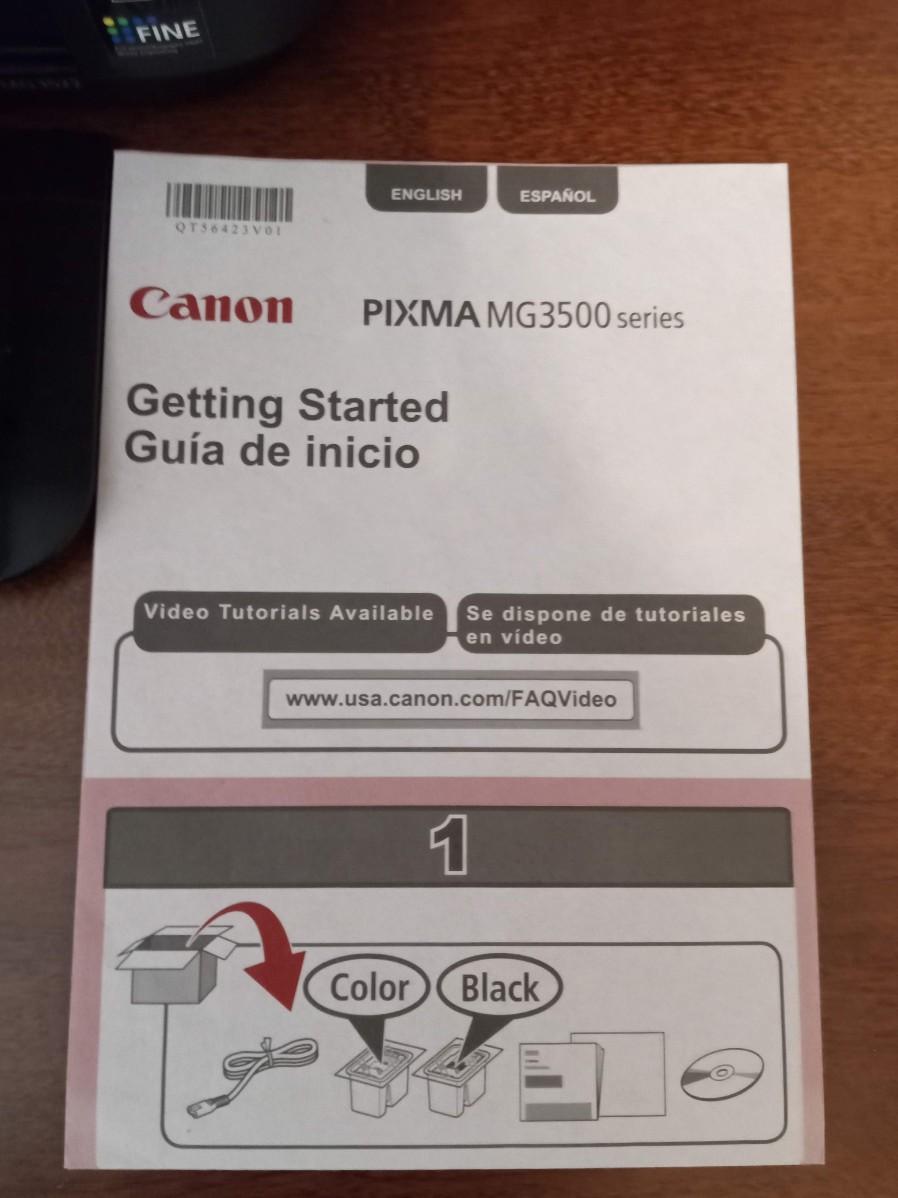 FINE
ENGLISH
ESPAÑOL
QT56423V01
Canon
PIXMA MG3500 series
Getting Started
Guía de inicio
Video Tutorials Available
Se dispone de tutoriales
en vídeo
www.usa.canon.com/FAQVideo
1
Color
Black